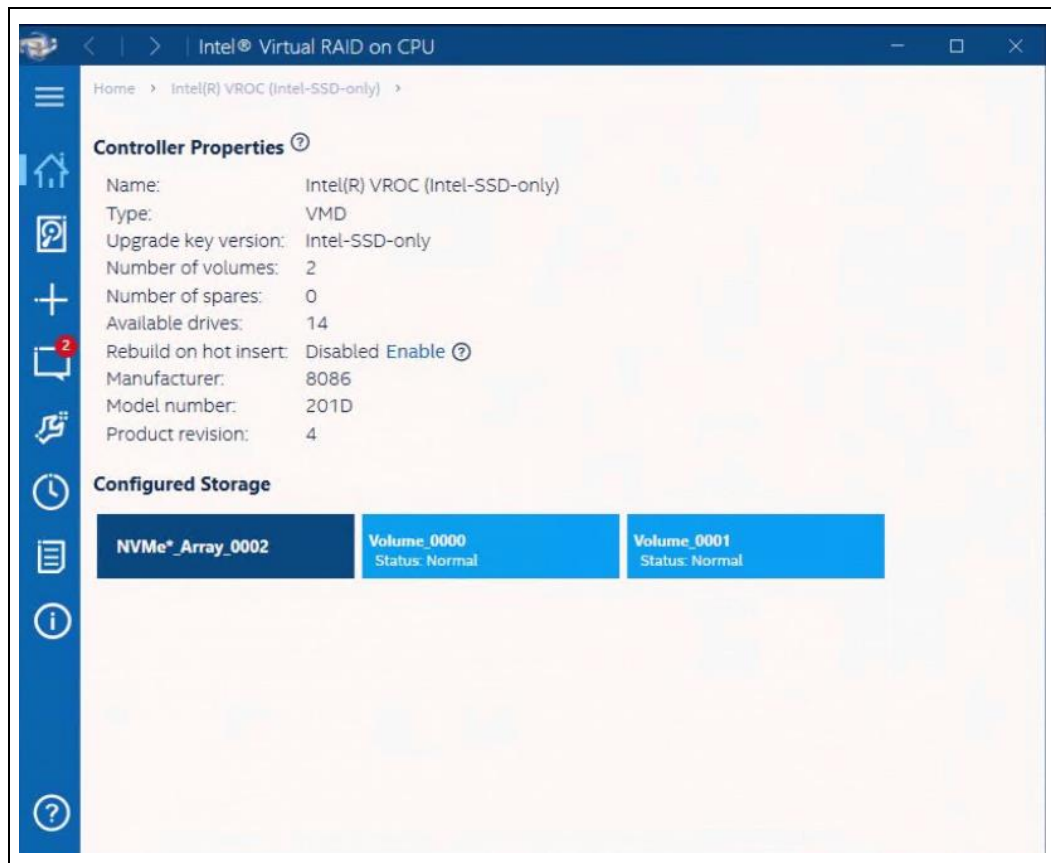 Intel® Virtual RAID on CPU
Home > Intel(R) VROC (Intel-SSD-only) >
Controller Properties ?
Name: Intel(R) VROC (Intel-SSD-only)
Type: VMD
Upgrade key version: Intel-SSD-only
Number of volumes: 2
Number of spares: 0
Available drives: 14
Rebuild on hot insert: Disabled Enable ?
Manufacturer: 8086
Model number: 201D
Product revision: 4
2
Configured Storage
NVMe*_Array_0002
Volume_0000
Status: Normal
Volume_0001
Status: Normal